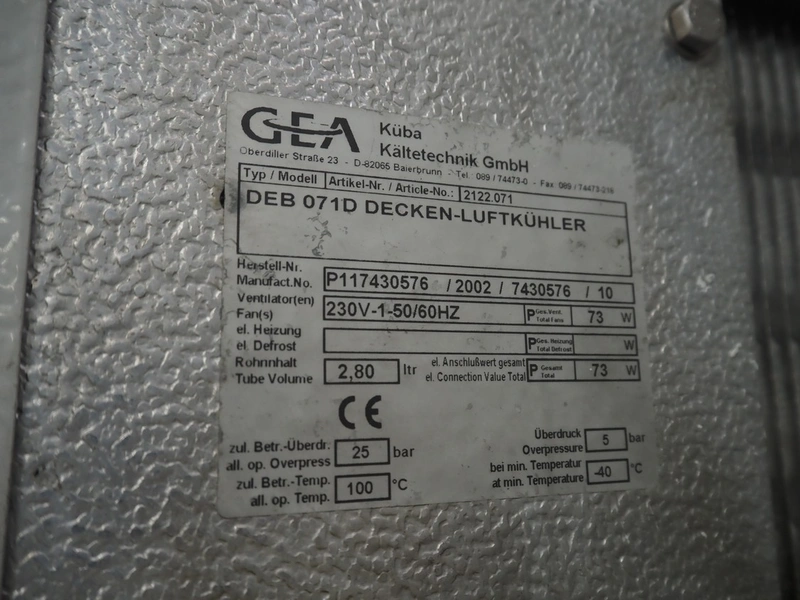 GEA Küba
Kältetechnik GmbH
Oberdiller Straße 23 - D-82065 Baierbrunn - Tel.: 089 / 74473-0 - Fax: 089 / 74473-216
Typ / Modell Artikel-Nr. / Article-No.: 2122.071
DEB 071D DECKEN-LUFTKÜHLER
Herstell-Nr.
Manufact.No. P117430576 / 2002 / 7430576 / 10
Ventilator(en)
Fan(s) 230V-1-50/60HZ P Ges. Vent. Total Fans 73 W
el. Heizung
el. Defrost P Ges. Heizung Total Defrost W
Rohrinhalt
Tube Volume 2,80 ltr
el. Anschlußwert gesamt
el. Connection Value Total P Gesamt Total 73 W
CE
zul. Betr.-Überdr.
all. op. Overpress 25 bar
Überdruck
Overpressure 5 bar
zul. Betr.-Temp.
all. op. Temp. 100 °C
bei min. Temperatur
at min. Temperature -40 °C